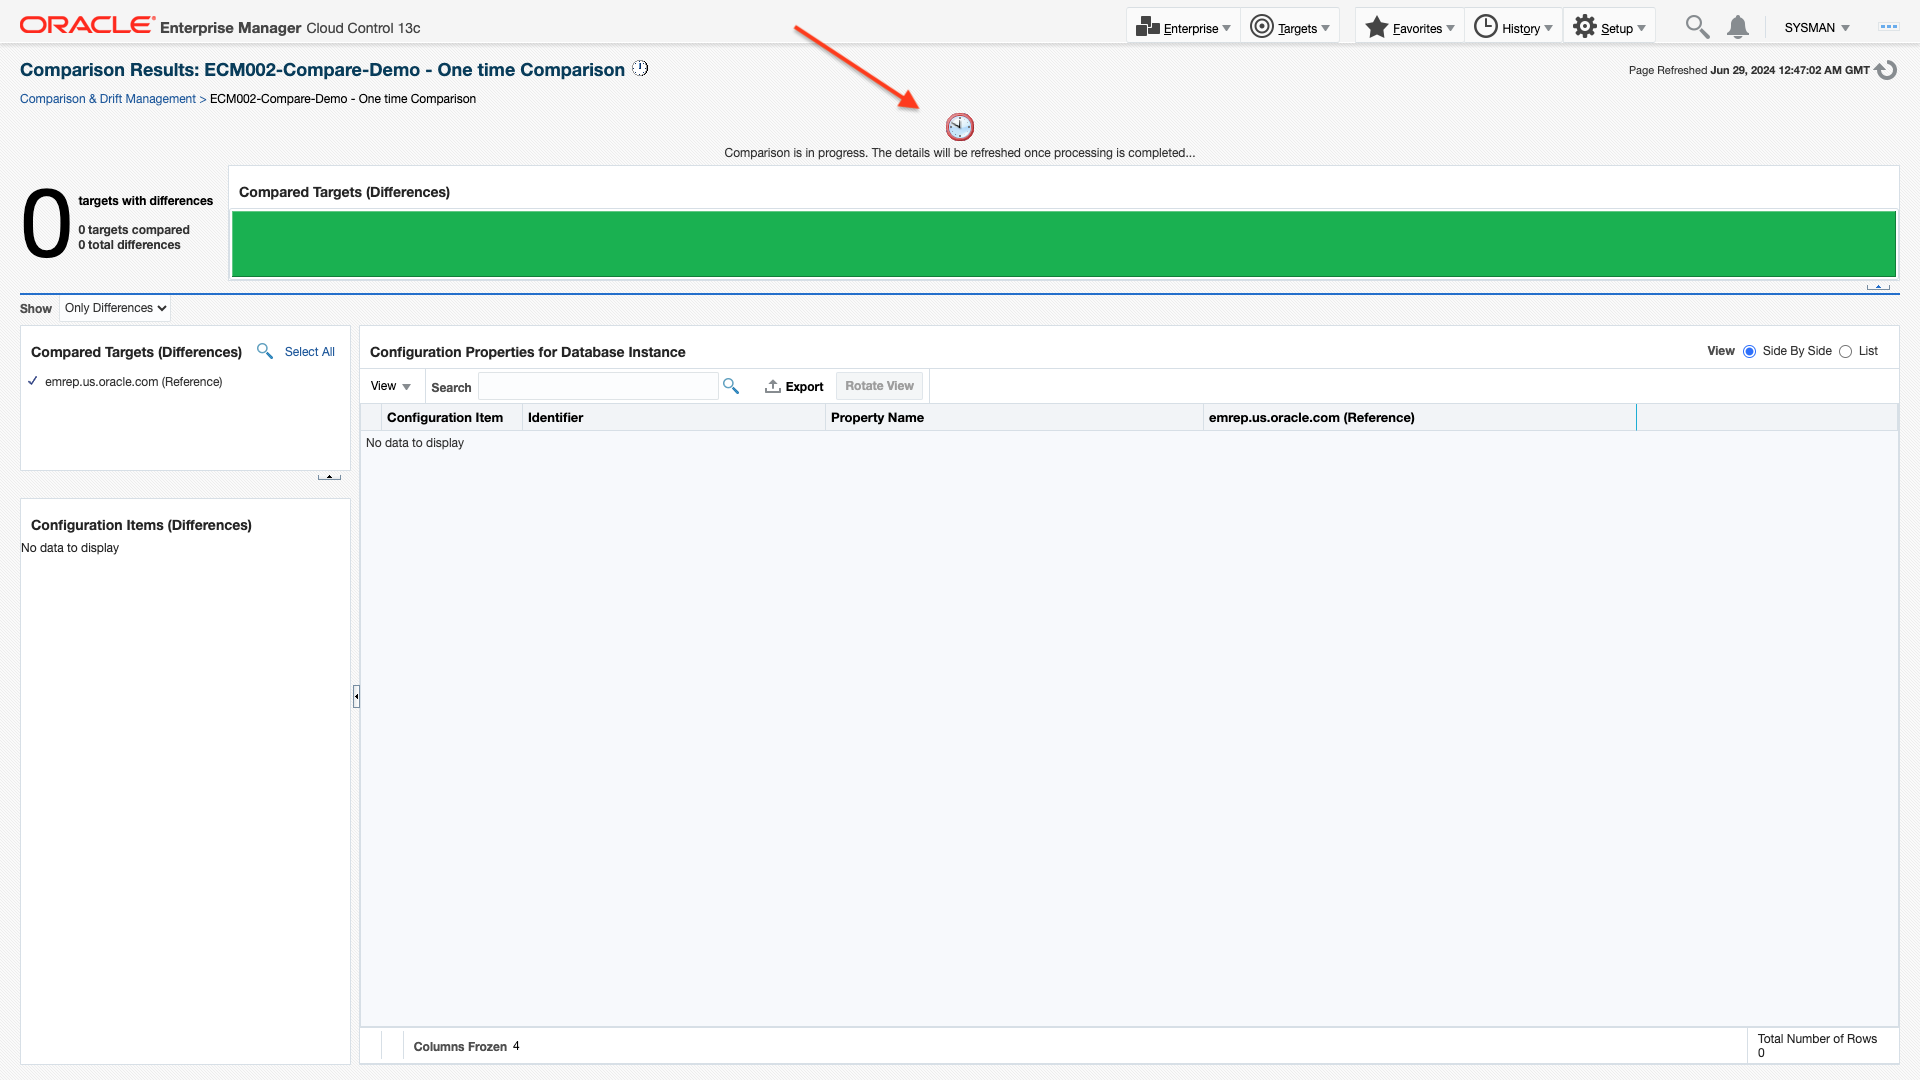 ORACLE Enterprise Manager Cloud Control 13c
Enterprise Targets Favorites History Setup SYSMAN
Comparison Results: ECM002-Compare-Demo - One time Comparison
Page Refreshed Jun 29, 2024 12:47:02 AM GMT
Comparison & Drift Management > ECM002-Compare-Demo - One time Comparison
Comparison is in progress. The details will be refreshed once processing is completed...
0 targets with differences
0 targets compared
0 total differences
Compared Targets (Differences)
Show Only Differences
Compared Targets (Differences) Select All
emrep.us.oracle.com (Reference)
Configuration Items (Differences)
No data to display
Configuration Properties for Database Instance
View Side By Side List
View Search Export Rotate View
Configuration Item Identifier Property Name emrep.us.oracle.com (Reference)
No data to display
Columns Frozen 4
Total Number of Rows
0